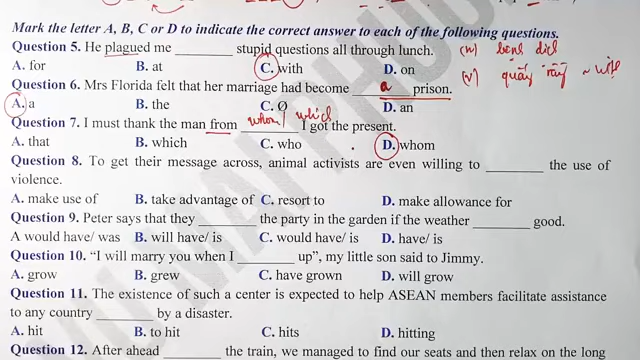 Mark the letter A, B, C or D to indicate the correct answer to each of the following questions.
Question 5. He plagued me ________ stupid questions all through lunch. (n) bệnh dịch
A. for B. at C. with D. on
Question 6. Mrs Florida felt that her marriage had become ____a____ prison. (v) quấy rầy ~ with
A. a B. the C. Ø D. an
Question 7. I must thank the man from whom/which I got the present.
A. that B. which C. who D. whom
Question 8. To get their message across, animal activists are even willing to ________ the use of
violence.
A. make use of B. take advantage of C. resort to D. make allowance for
Question 9. Peter says that they ________ the party in the garden if the weather ________ good.
A would have/ was B. will have/ is C. would have/ is D. have/ is
Question 10. “I will marry you when I ________ up”, my little son said to Jimmy.
A. grow B. grew C. have grown D. will grow
Question 11. The existence of such a center is expected to help ASEAN members facilitate assistance
to any country ________ by a disaster.
A. hit B. to hit C. hits D. hitting
Question 12. After ahead ________ the train, we managed to find our seats and then relax on the long